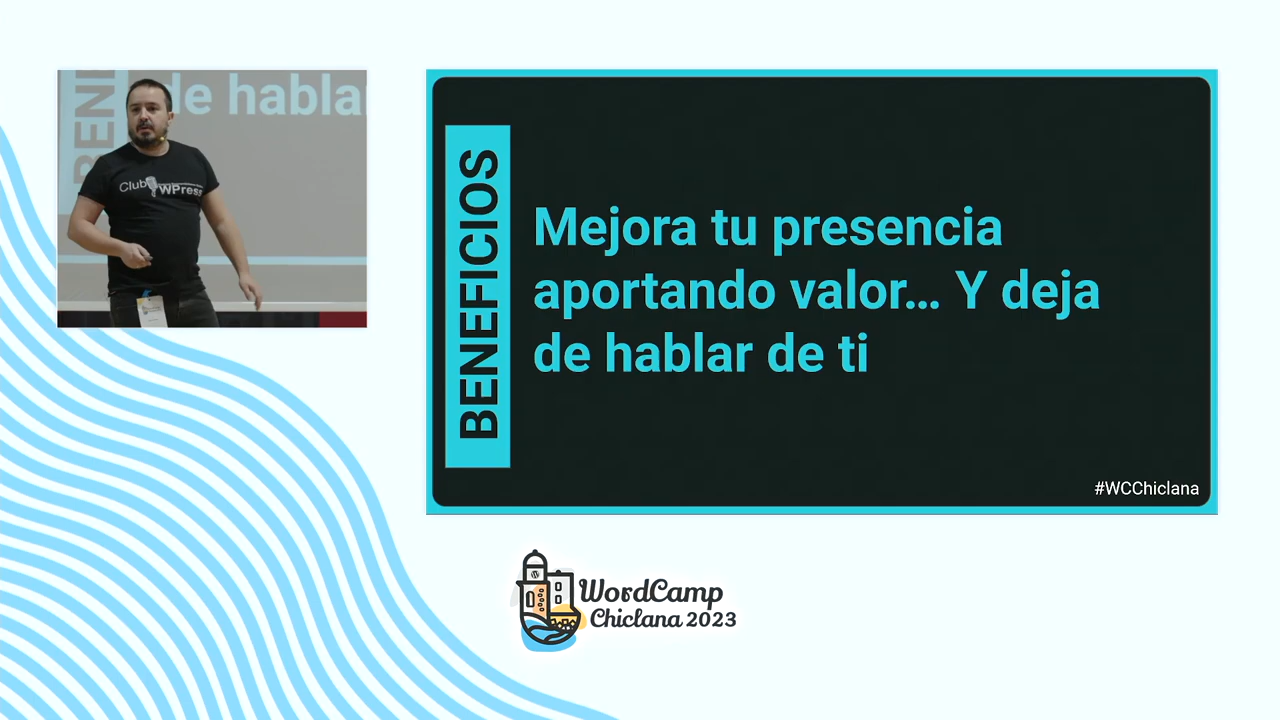 BENEFICIOS
de habla
Club WPress
BENEFICIOS
Mejora tu presencia
aportando valor... Y deja
de hablar de ti
#WCChiclana
WordCamp
Chiclana 2023